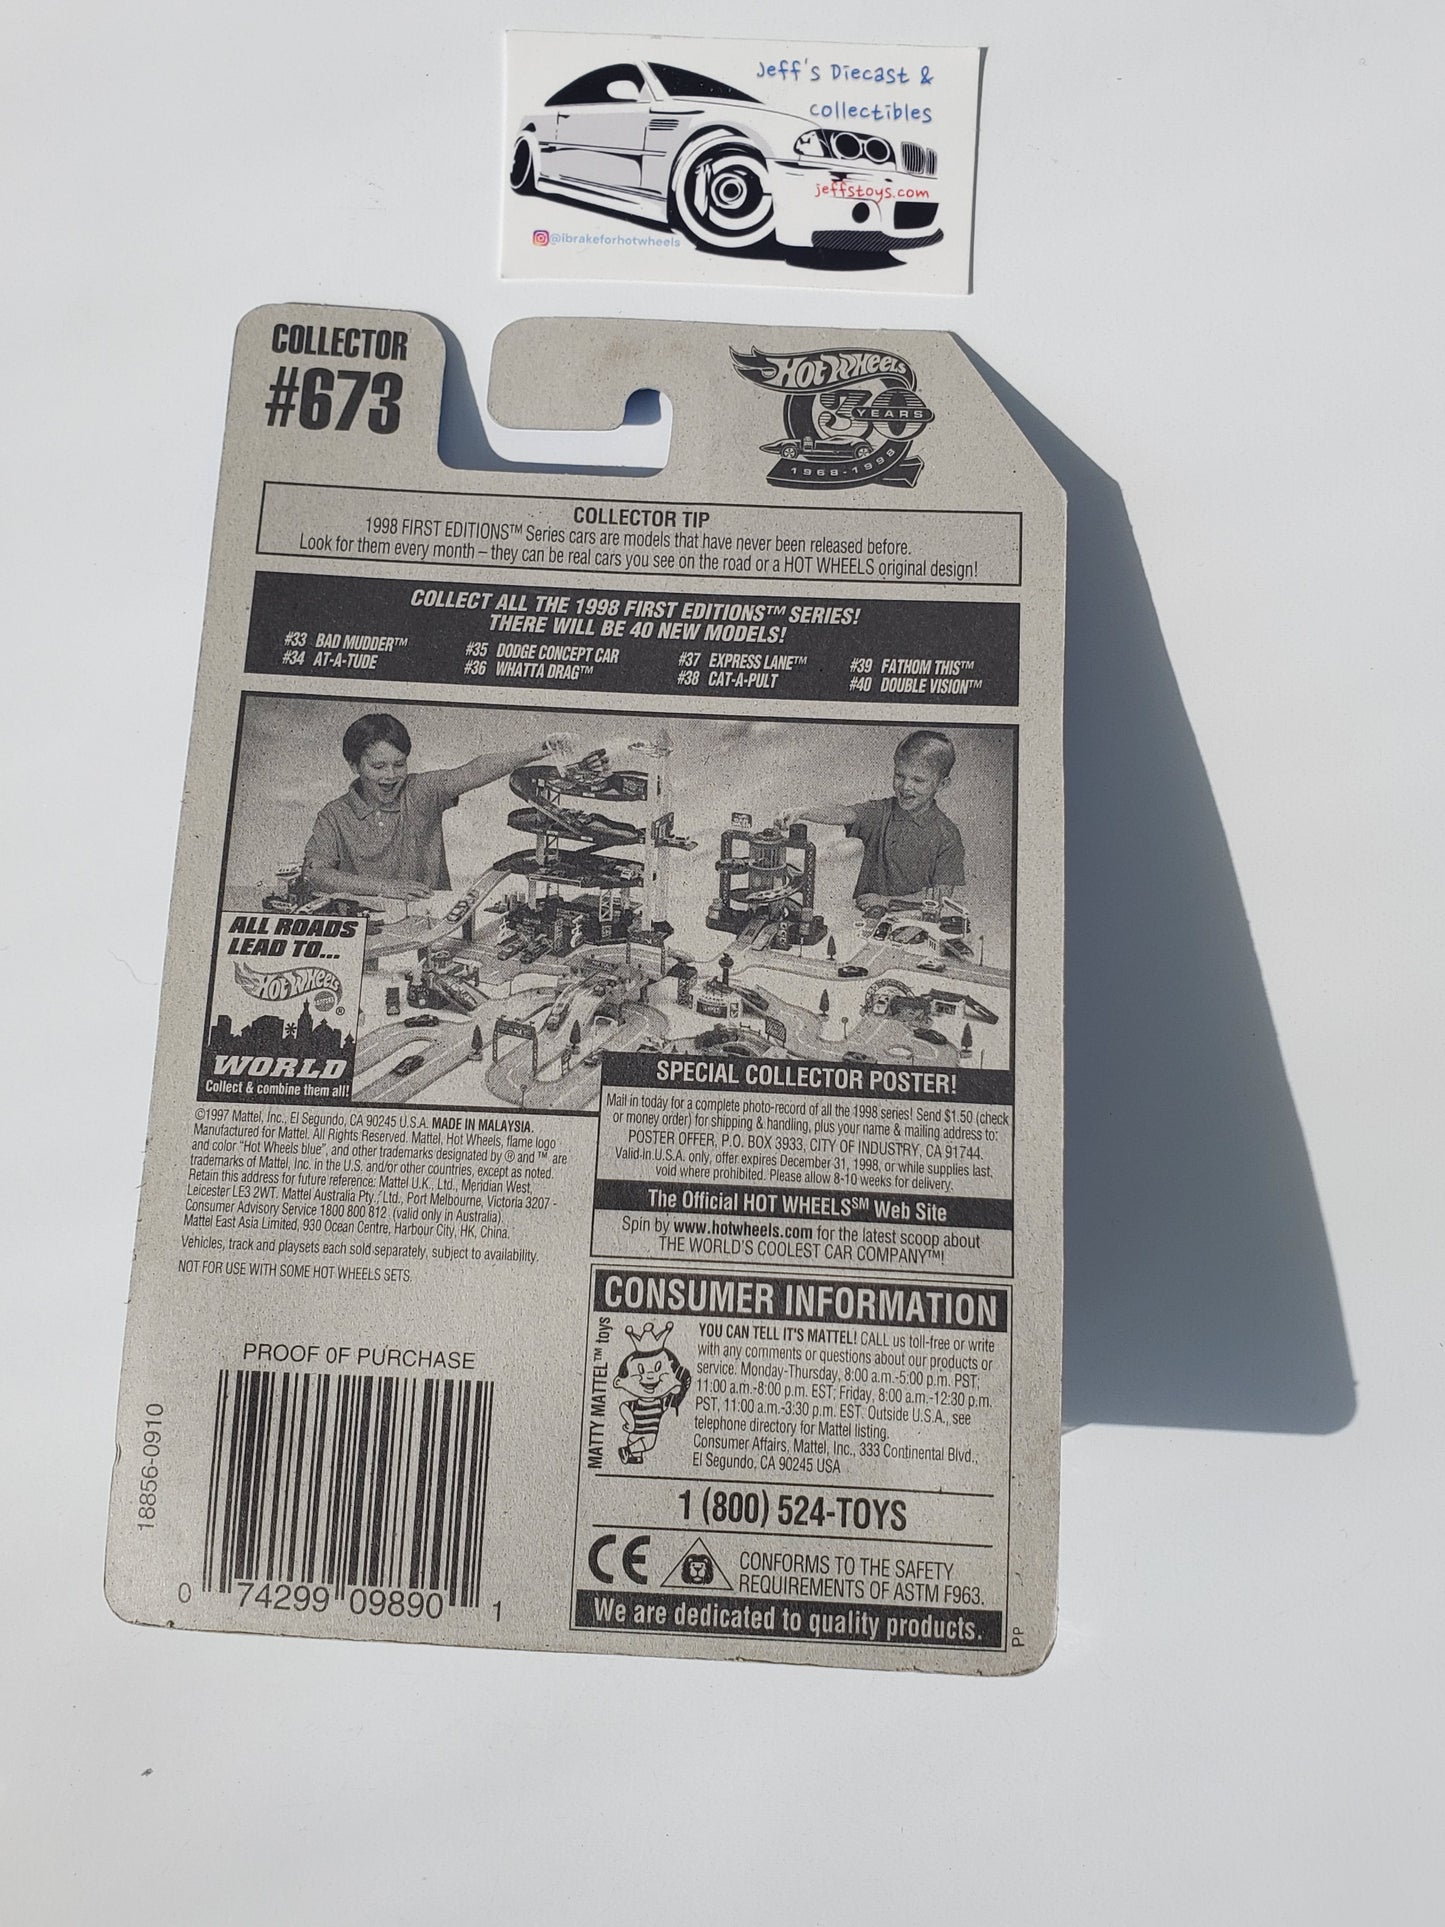 Jeff's Diecast &
collectibles
jeffstoys.com
@ibrakeforhotwheels
COLLECTOR
#673
HOT WHEELS
30
YEARS
1968-1998
COLLECTOR TIP
1998 FIRST EDITIONS™ Series cars are models that have never been released before.
Look for them every month – they can be real cars you see on the road or a HOT WHEELS original design!
COLLECT ALL THE 1998 FIRST EDITIONS™ SERIES!
THERE WILL BE 40 NEW MODELS!
#33 BAD MUDDER™
#34 AT-A-TUDE
#35 DODGE CONCEPT CAR
#36 WHATTA DRAG™
#37 EXPRESS LANE™
#38 CAT-A-PULT
#39 FATHOM THIS™
#40 DOUBLE VISION™
ALL ROADS
LEAD TO...
HOT WHEELS
®
WORLD
Collect & combine them all!
©1997 Mattel, Inc., El Segundo, CA 90245 U.S.A. MADE IN MALAYSIA.
Manufactured for Mattel. All Rights Reserved. Mattel, Hot Wheels, flame logo
and color "Hot Wheels blue", and other trademarks designated by ® and ™ are
trademarks of Mattel, Inc. in the U.S. and/or other countries, except as noted.
Retain this address for future reference: Mattel U.K., Ltd., Meridian West,
Leicester LE3 2WT. Mattel Australia Pty., Ltd., Port Melbourne, Victoria 3207 -
Consumer Advisory Service 1800 800 812 (valid only in Australia).
Mattel East Asia Limited, 930 Ocean Centre, Harbour City, HK, China.
Vehicles, track and playsets each sold separately, subject to availability.
NOT FOR USE WITH SOME HOT WHEELS SETS.
SPECIAL COLLECTOR POSTER!
Mail in today for a complete photo-record of all the 1998 series! Send $1.50 (check
or money order) for shipping & handling, plus your name & mailing address to:
POSTER OFFER, P.O. BOX 3933, CITY OF INDUSTRY, CA 91744.
Valid in U.S.A. only, offer expires December 31, 1998, or while supplies last,
void where prohibited. Please allow 8-10 weeks for delivery.
The Official HOT WHEELS℠ Web Site
Spin by www.hotwheels.com for the latest scoop about
THE WORLD'S COOLEST CAR COMPANY™!
CONSUMER INFORMATION
MATTY MATTEL™ toys
YOU CAN TELL IT'S MATTEL! CALL us toll-free or write
with any comments or questions about our products or
service. Monday-Thursday, 8:00 a.m.-5:00 p.m. PST,
11:00 a.m.-8:00 p.m. EST; Friday, 8:00 a.m.-12:30 p.m.
PST, 11:00 a.m.-3:30 p.m. EST. Outside U.S.A., see
telephone directory for Mattel listing.
Consumer Affairs, Mattel, Inc., 333 Continental Blvd.,
El Segundo, CA 90245 USA
1 (800) 524-TOYS
CE
CONFORMS TO THE SAFETY
REQUIREMENTS OF ASTM F963.
We are dedicated to quality products.
PP
PROOF OF PURCHASE
18856-0910
0 74299 09890 1